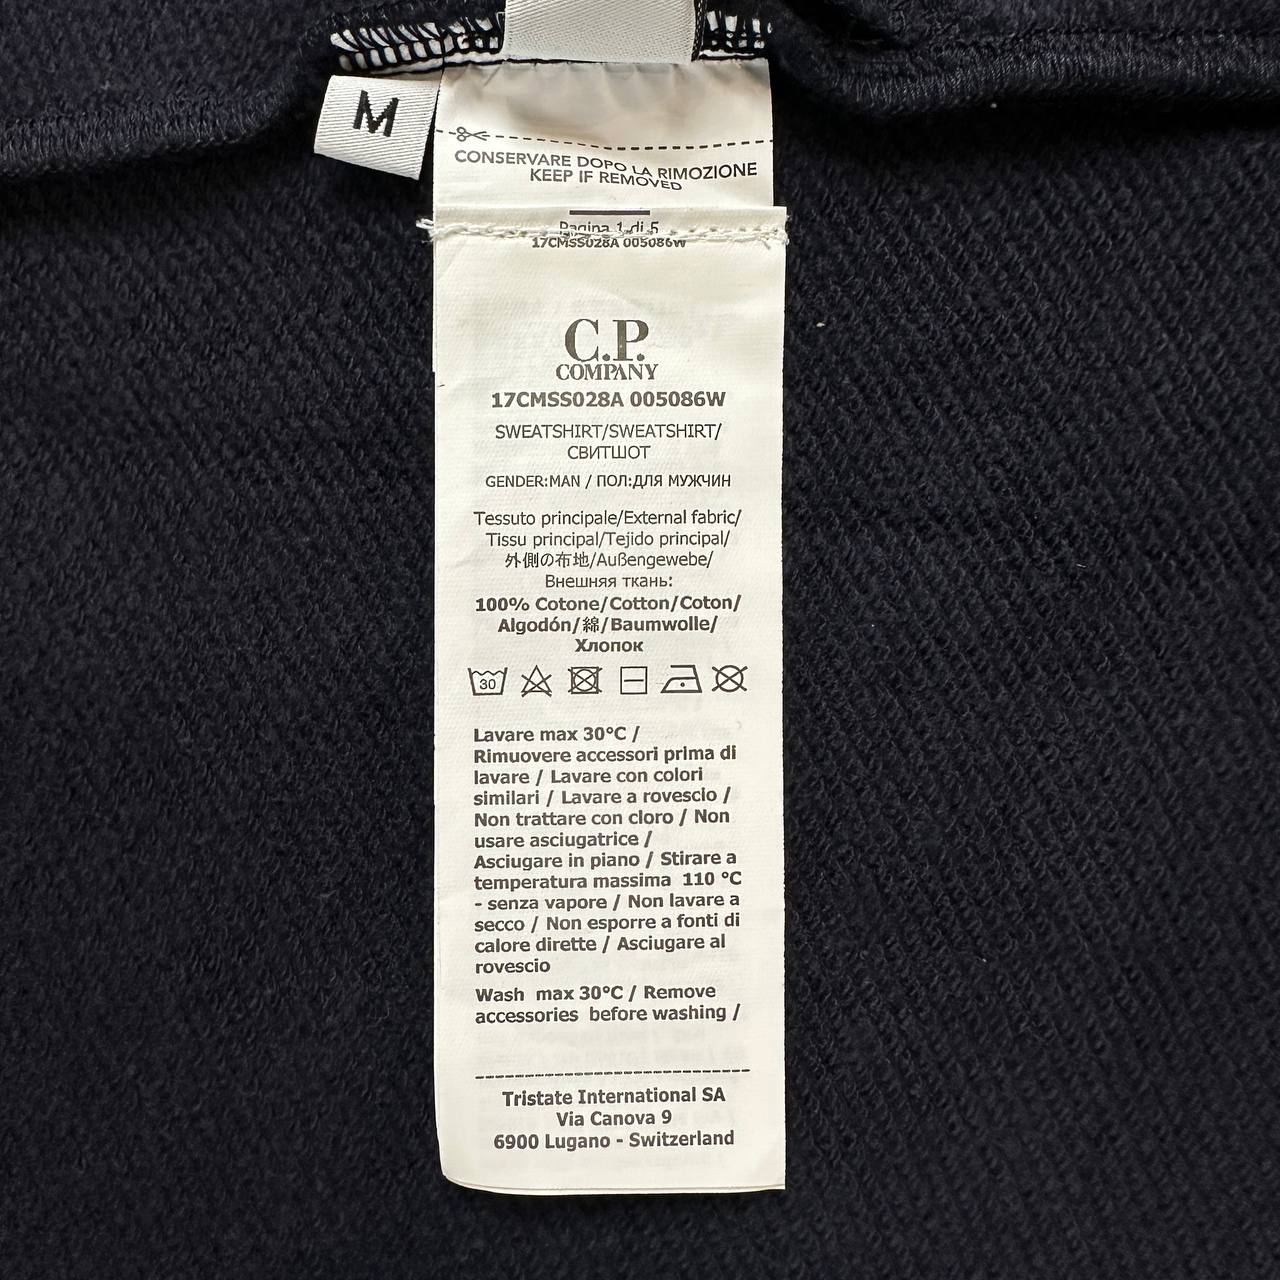 M
CONSERVARE DOPO LA RIMOZIONE
KEEP IF REMOVED
Pagina 1 di 5
17CMSS028A 005086W
C.P.
COMPANY
17CMSS028A 005086W
SWEATSHIRT/SWEATSHIRT/
СВИТШОТ
GENDER:MAN / ПОЛ:ДЛЯ МУЖЧИН
Tessuto principale/External fabric/
Tissu principal/Tejido principal/
外側の布地/Außengewebe/
Внешняя ткань:
100% Cotone/Cotton/Coton/
Algodón/綿/Baumwolle/
Хлопок
30
Lavare max 30°C /
Rimuovere accessori prima di
lavare / Lavare con colori
similari / Lavare a rovescio /
Non trattare con cloro / Non
usare asciugatrice /
Asciugare in piano / Stirare a
temperatura massima 110 °C
- senza vapore / Non lavare a
secco / Non esporre a fonti di
calore dirette / Asciugare al
rovescio
Wash max 30°C / Remove
accessories before washing /
Tristate International SA
Via Canova 9
6900 Lugano - Switzerland